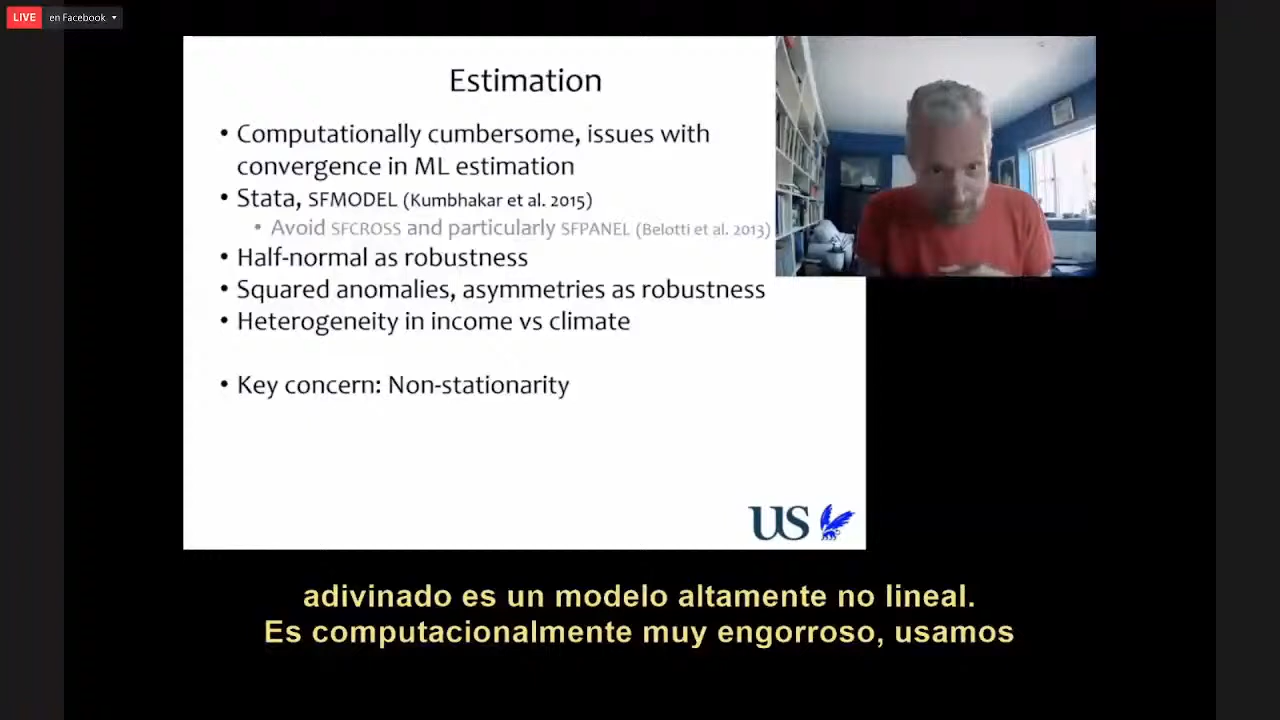 LIVE en Facebook
Estimation
• Computationally cumbersome, issues with
convergence in ML estimation
• Stata, SFMODEL (Kumbhakar et al. 2015)
• Avoid SFCROSS and particularly SFPANEL (Belotti et al. 2013)
• Half-normal as robustness
• Squared anomalies, asymmetries as robustness
• Heterogeneity in income vs climate
• Key concern: Non-stationarity
US
adivinado es un modelo altamente no lineal.
Es computacionalmente muy engorroso, usamos